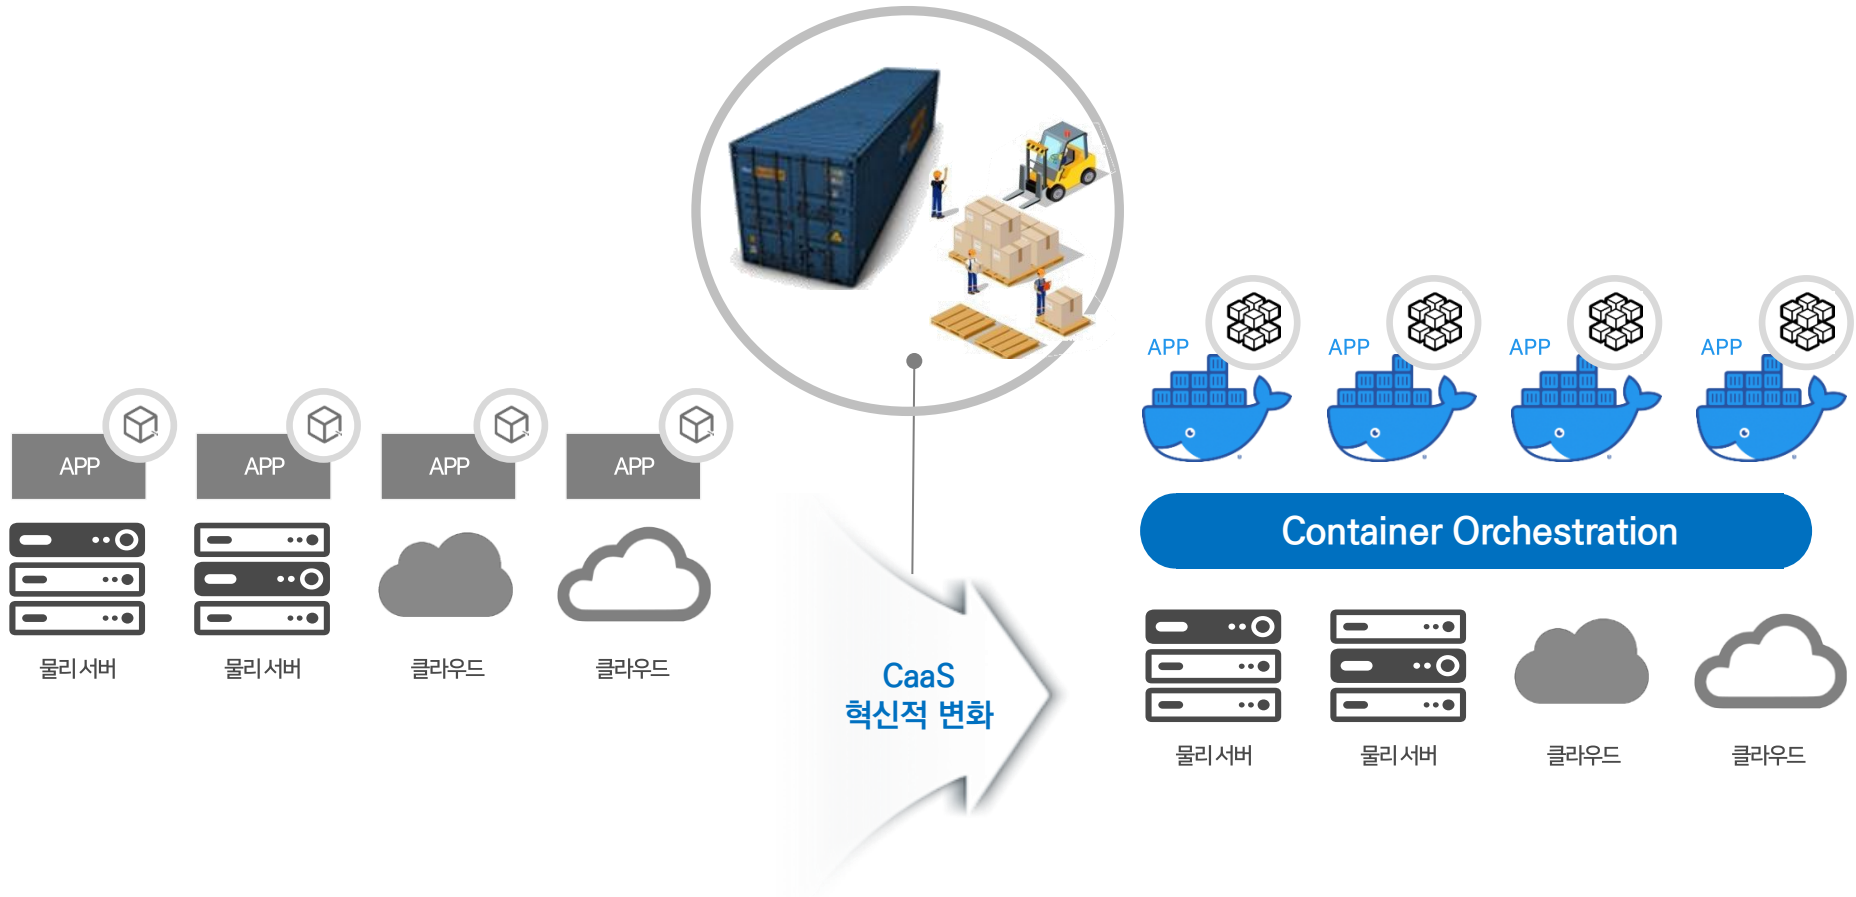 APP
APP
APP
APP
물리 서버
물리 서버
클라우드
클라우드
CaaS
혁신적 변화
APP
APP
APP
APP
Container Orchestration
물리 서버
물리 서버
클라우드
클라우드